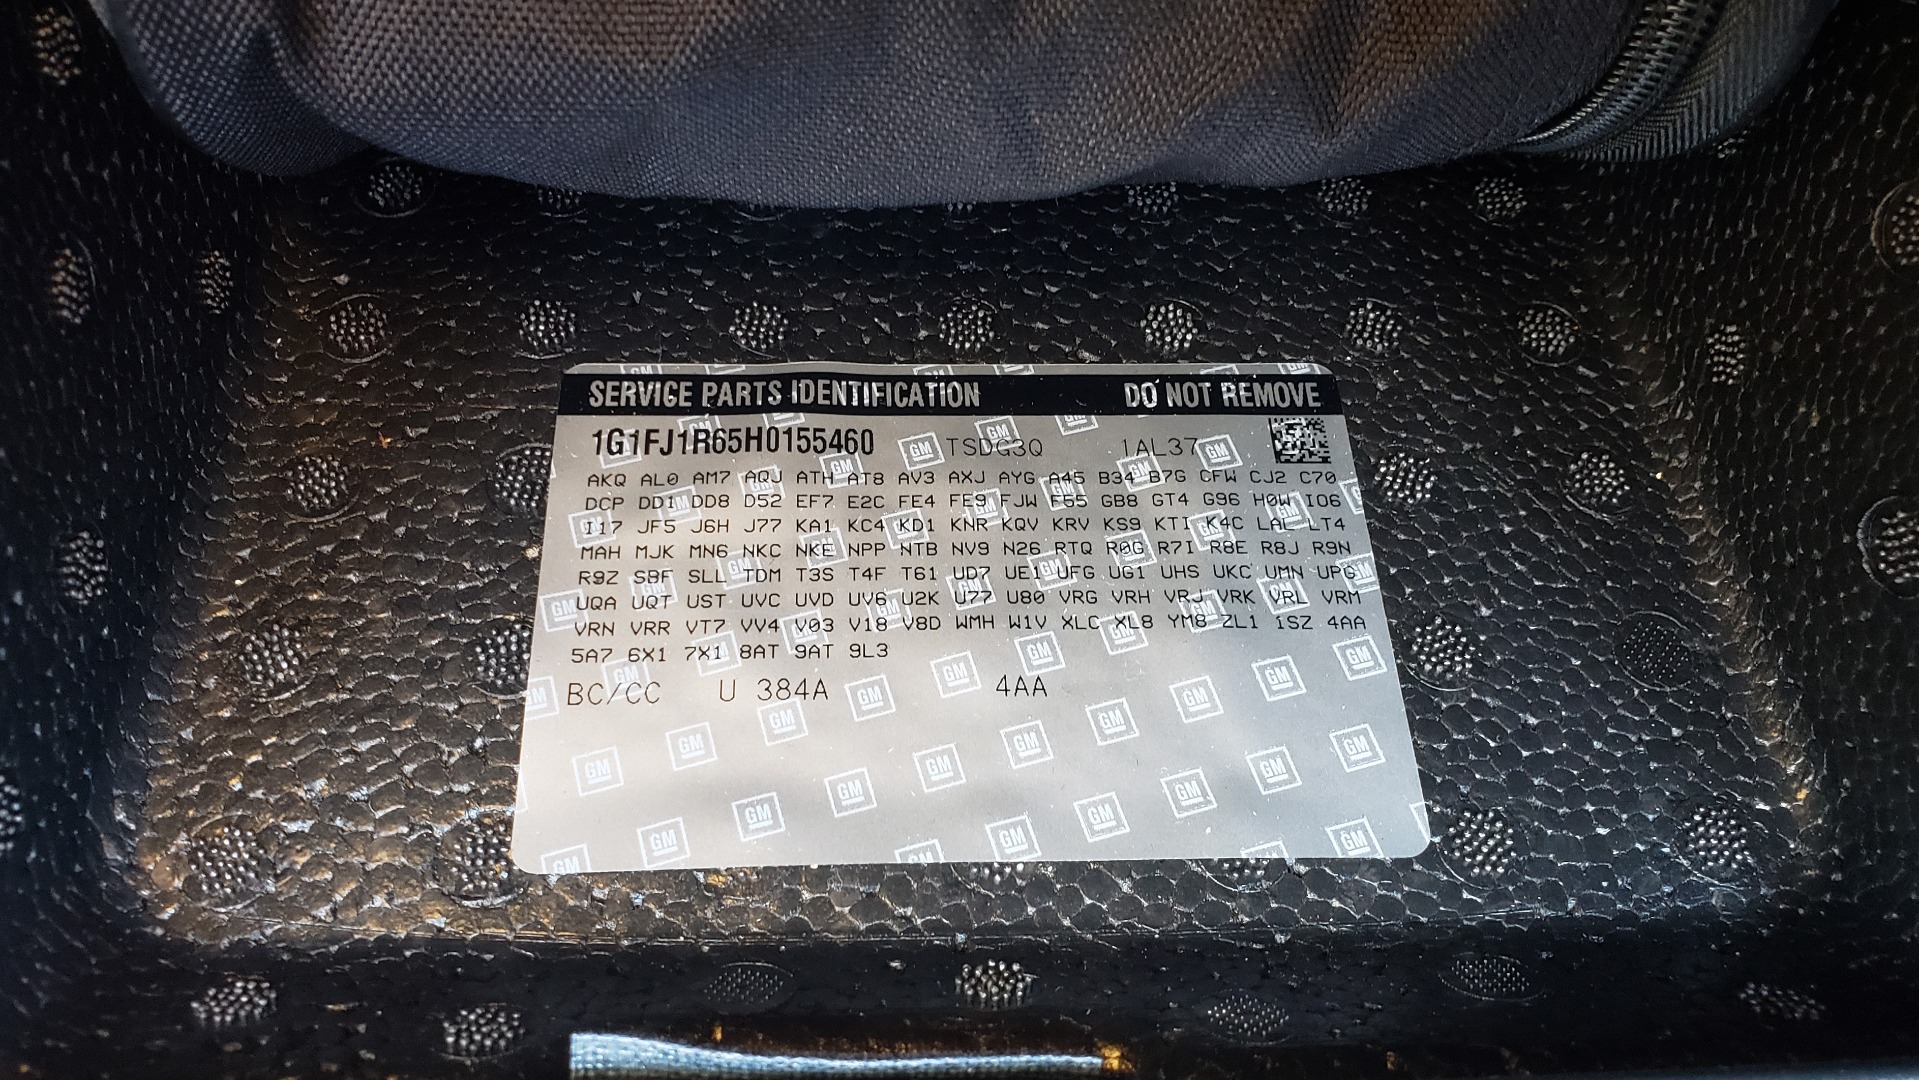 SERVICE PARTS IDENTIFICATION DO NOT REMOVE
1G1FJ1R65H0155460 TSDG3Q 1AL37
AKQ AL0 AM7 AQJ ATH AT8 AV3 AXJ AYG A45 B34 B7G CFW CJ2 C70
DCP DD1 DD8 D52 EF7 E2C FE4 FE9 FJW F55 GB8 GT4 G96 H0W I06
I17 JF5 J6H J77 KA1 KC4 KD1 KNR KQV KRV KS9 KTI K4C LAL LT4
MAH MJK MN6 NKC NKE NPP NTB NV9 N26 RTQ R0G R7I R8E R8J R9N
R9Z SBF SLL TDM T3S T4F T61 UD7 UE1 UFG UG1 UHS UKC UMN UPG
UQA UQT UST UVC UVD UV6 U2K U77 U80 VRG VRH VRJ VRK VRL VRM
VRN VRR VT7 VV4 V03 V18 V8D WMH W1V XLC XL8 YM8 ZL1 1SZ 4AA
5A7 6X1 7X1 8AT 9AT 9L3
BC/CC U 384A 4AA